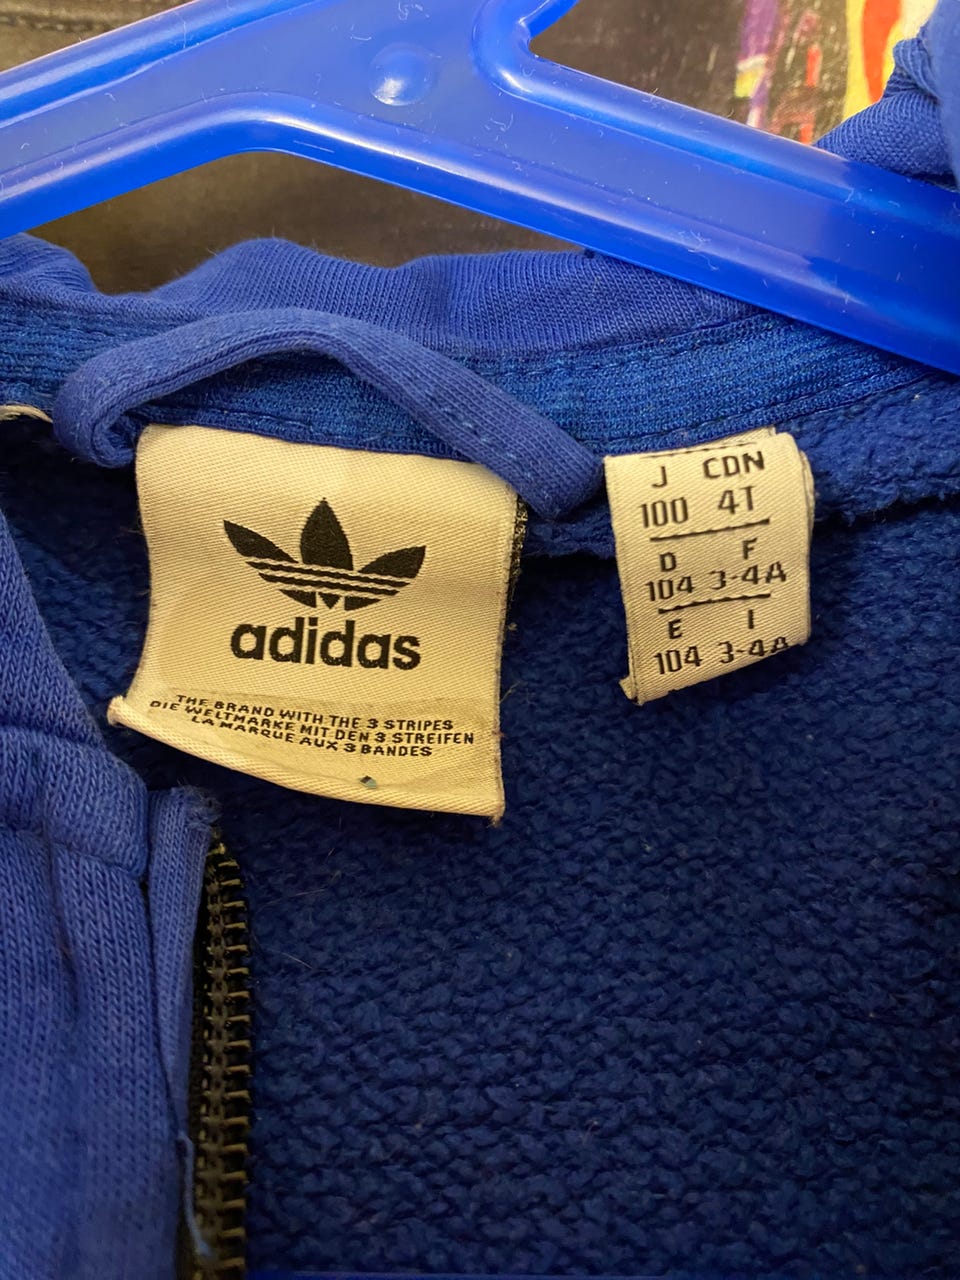 adidas
THE BRAND WITH THE 3 STRIPES
DIE WELTMARKE MIT DEN 3 STREIFEN
LA MARQUE AUX 3 BANDES
J CDN
100 4T
D F
104 3-4A
E I
104 3-4A